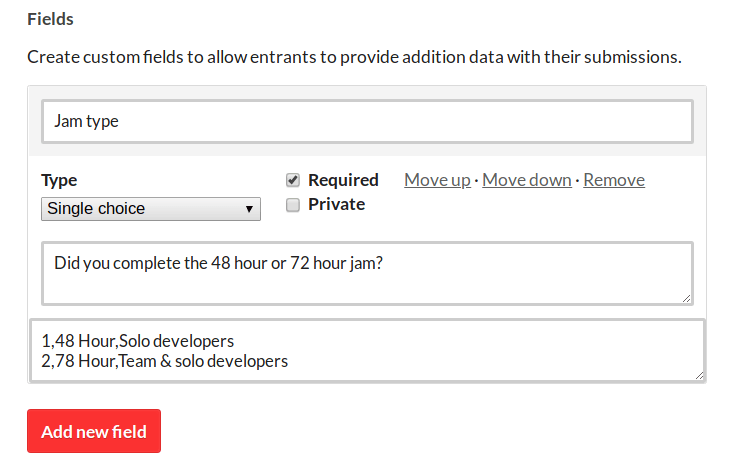 Fields
Create custom fields to allow entrants to provide addition data with their submissions.
Jam type
Type
Required
Move up · Move down · Remove
Single choice
Private
Did you complete the 48 hour or 72 hour jam?
1,48 Hour,Solo developers
2,78 Hour,Team & solo developers
Add new field